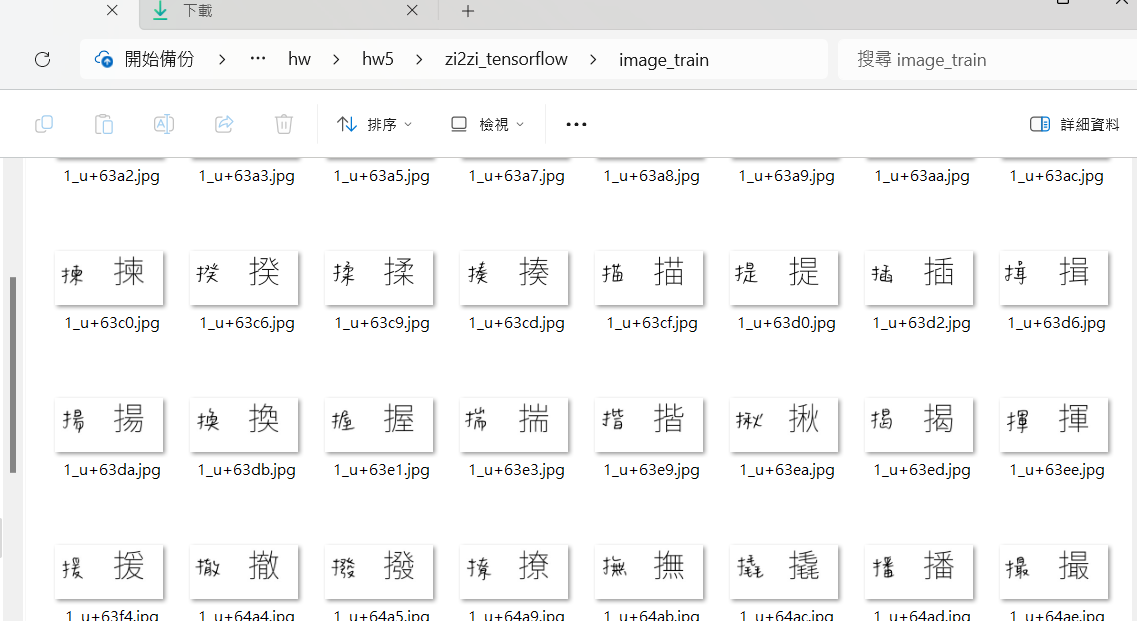 下載
開始備份 > ... hw > hw5 > zi2zi_tensorflow > image_train
搜尋 image_train
排序 檢視 ... 詳細資料
1_u+63a2.jpg 1_u+63a3.jpg 1_u+63a5.jpg 1_u+63a7.jpg 1_u+63a8.jpg 1_u+63a9.jpg 1_u+63aa.jpg 1_u+63ac.jpg
揀 揀 揆 揆 揉 揉 揍 揍 描 描 提 提 插 插 揖 揖
1_u+63c0.jpg 1_u+63c6.jpg 1_u+63c9.jpg 1_u+63cd.jpg 1_u+63cf.jpg 1_u+63d0.jpg 1_u+63d2.jpg 1_u+63d6.jpg
揚 揚 換 換 握 握 揣 揣 揩 揩 揪 揪 揭 揭 揮 揮
1_u+63da.jpg 1_u+63db.jpg 1_u+63e1.jpg 1_u+63e3.jpg 1_u+63e9.jpg 1_u+63ea.jpg 1_u+63ed.jpg 1_u+63ee.jpg
援 援 撤 撤 撥 撥 撩 撩 撫 撫 撬 撬 播 播 撮 撮
1_u+63f4.jpg 1_u+64a4.jpg 1_u+64a5.jpg 1_u+64a9.jpg 1_u+64ab.jpg 1_u+64ac.jpg 1_u+64ad.jpg 1_u+64ae.jpg